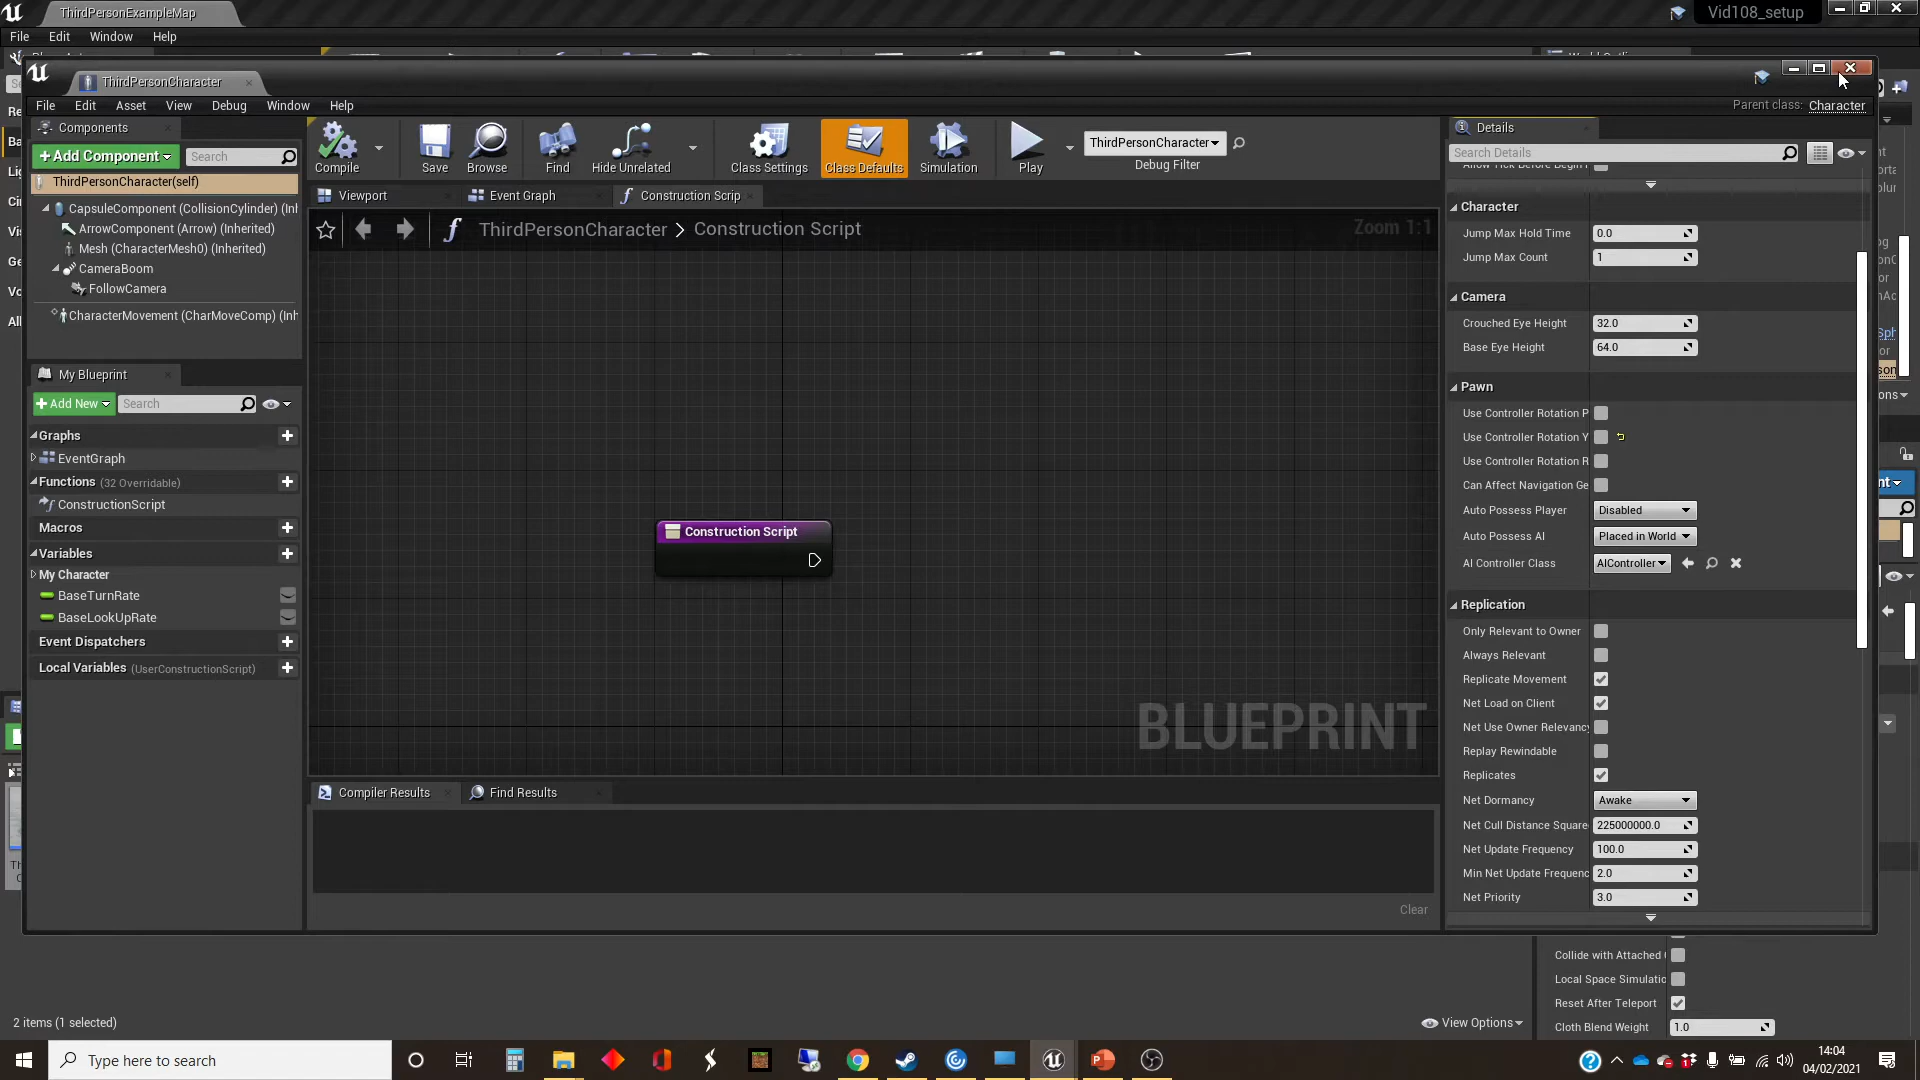 ThirdPersonExampleMap
Vid108_setup
File Edit Window Help
ThirdPersonCharacter
File Edit Asset View Debug Window Help
Parent class: Character
Components
+Add Component
Search
ThirdPersonCharacter(self)
CapsuleComponent (CollisionCylinder) (Inl
ArrowComponent (Arrow) (Inherited)
Mesh (CharacterMesh0) (Inherited)
CameraBoom
FollowCamera
CharacterMovement (CharMoveComp) (Inh
My Blueprint
+Add New
Search
Graphs
EventGraph
Functions (32 Overridable)
ConstructionScript
Macros
Variables
My Character
BaseTurnRate
BaseLookUpRate
Event Dispatchers
Local Variables (UserConstructionScript)
Compile
Save
Browse
Find
Hide Unrelated
Class Settings
Class Defaults
Simulation
Play
ThirdPersonCharacter
Debug Filter
Viewport
Event Graph
Construction Scrip
ThirdPersonCharacter > Construction Script
Zoom 1:1
Construction Script
BLUEPRINT
Compiler Results
Find Results
Clear
Details
Search Details
Character
Jump Max Hold Time 0.0
Jump Max Count 1
Camera
Crouched Eye Height 32.0
Base Eye Height 64.0
Pawn
Use Controller Rotation P
Use Controller Rotation Y
Use Controller Rotation R
Can Affect Navigation Ge
Auto Possess Player Disabled
Auto Possess AI Placed in World
AI Controller Class AIController
Replication
Only Relevant to Owner
Always Relevant
Replicate Movement
Net Load on Client
Net Use Owner Relevancy
Replay Rewindable
Replicates
Net Dormancy Awake
Net Cull Distance Square 225000000.0
Net Update Frequency 100.0
Min Net Update Frequenc 2.0
Net Priority 3.0
Collide with Attached
Local Space Simulatio
Reset After Teleport
Cloth Blend Weight 1.0
2 items (1 selected)
View Options
Type here to search
14:04
04/02/2021